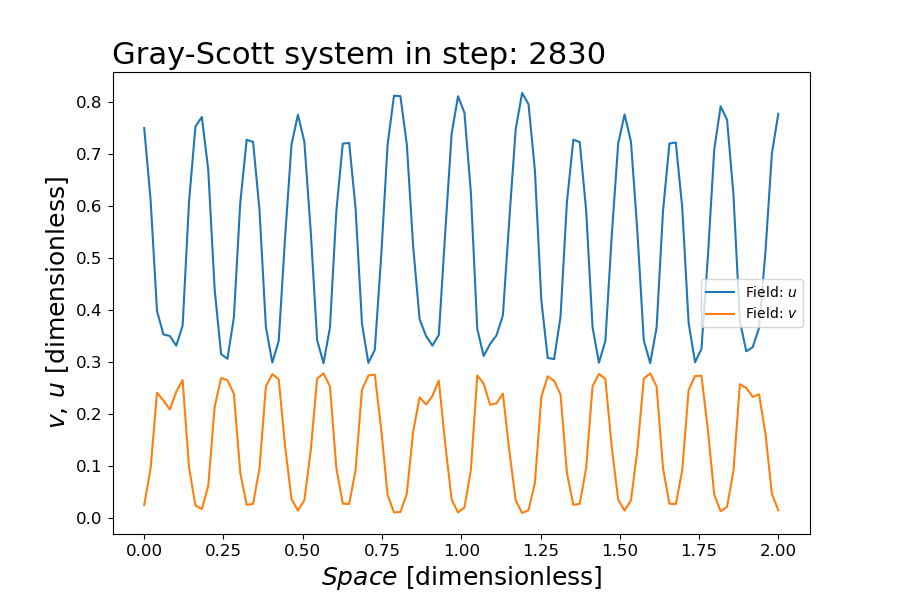 Gray-Scott system in step: 2830
0.8
0.7
0.6
0.5
0.4
0.3
0.2
0.1
0.0
v, u [dimensionless]
Field: u
Field: v
0.00 0.25 0.50 0.75 1.00 1.25 1.50 1.75 2.00
Space [dimensionless]